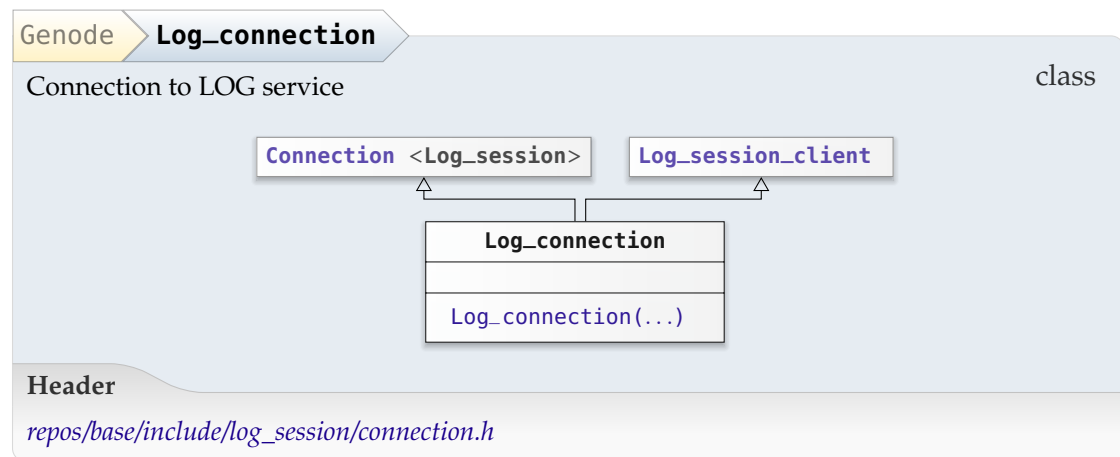 Genode Log_connection
Connection to LOG service
class
Connection <Log_session>
Log_session_client
Log_connection
Log_connection(...)
Header
repos/base/include/log_session/connection.h